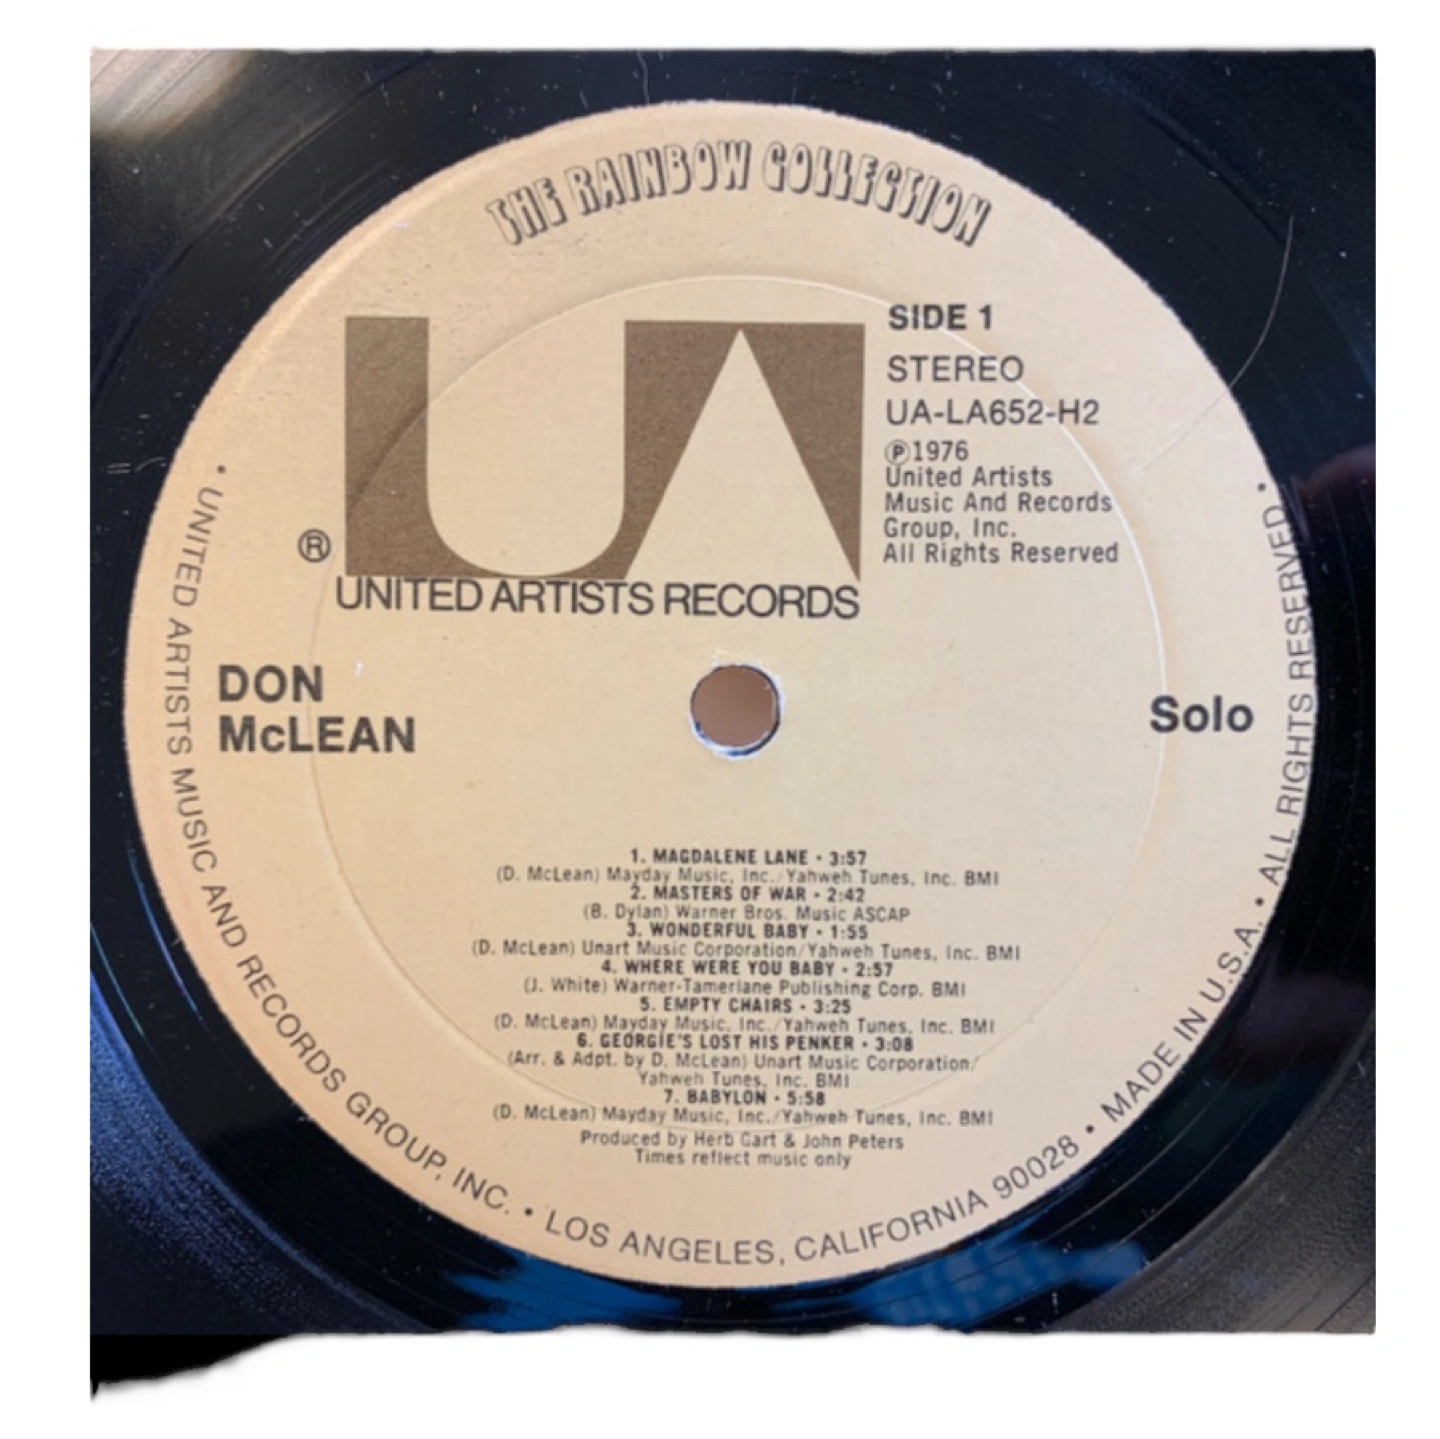 THE RAINBOW COLLECTION
UA
SIDE 1
STEREO
UA-LA652-H2
Ⓟ1976
United Artists
Music And Records
Group, Inc.
All Rights Reserved
®
UNITED ARTISTS RECORDS
DON
McLEAN
Solo
1. MAGDALENE LANE • 3:57
(D. McLean) Mayday Music, Inc./Yahweh Tunes, Inc. BMI
2. MASTERS OF WAR • 2:42
(B. Dylan) Warner Bros. Music ASCAP
3. WONDERFUL BABY • 1:55
(D. McLean) Unart Music Corporation/Yahweh Tunes, Inc. BMI
4. WHERE WERE YOU BABY • 2:57
(J. White) Warner-Tamerlane Publishing Corp. BMI
5. EMPTY CHAIRS • 3:25
(D. McLean) Mayday Music, Inc./Yahweh Tunes, Inc. BMI
6. GEORGIE'S LOST HIS PENKER • 3:08
(Arr. & Adpt. by D. McLean) Unart Music Corporation/
Yahweh Tunes, Inc. BMI
7. BABYLON • 5:58
(D. McLean) Mayday Music, Inc./Yahweh Tunes, Inc. BMI
Produced by Herb Gart & John Peters
Times reflect music only
• UNITED ARTISTS MUSIC AND RECORDS GROUP, INC. • LOS ANGELES, CALIFORNIA 90028 • MADE IN U.S.A. • ALL RIGHTS RESERVED •